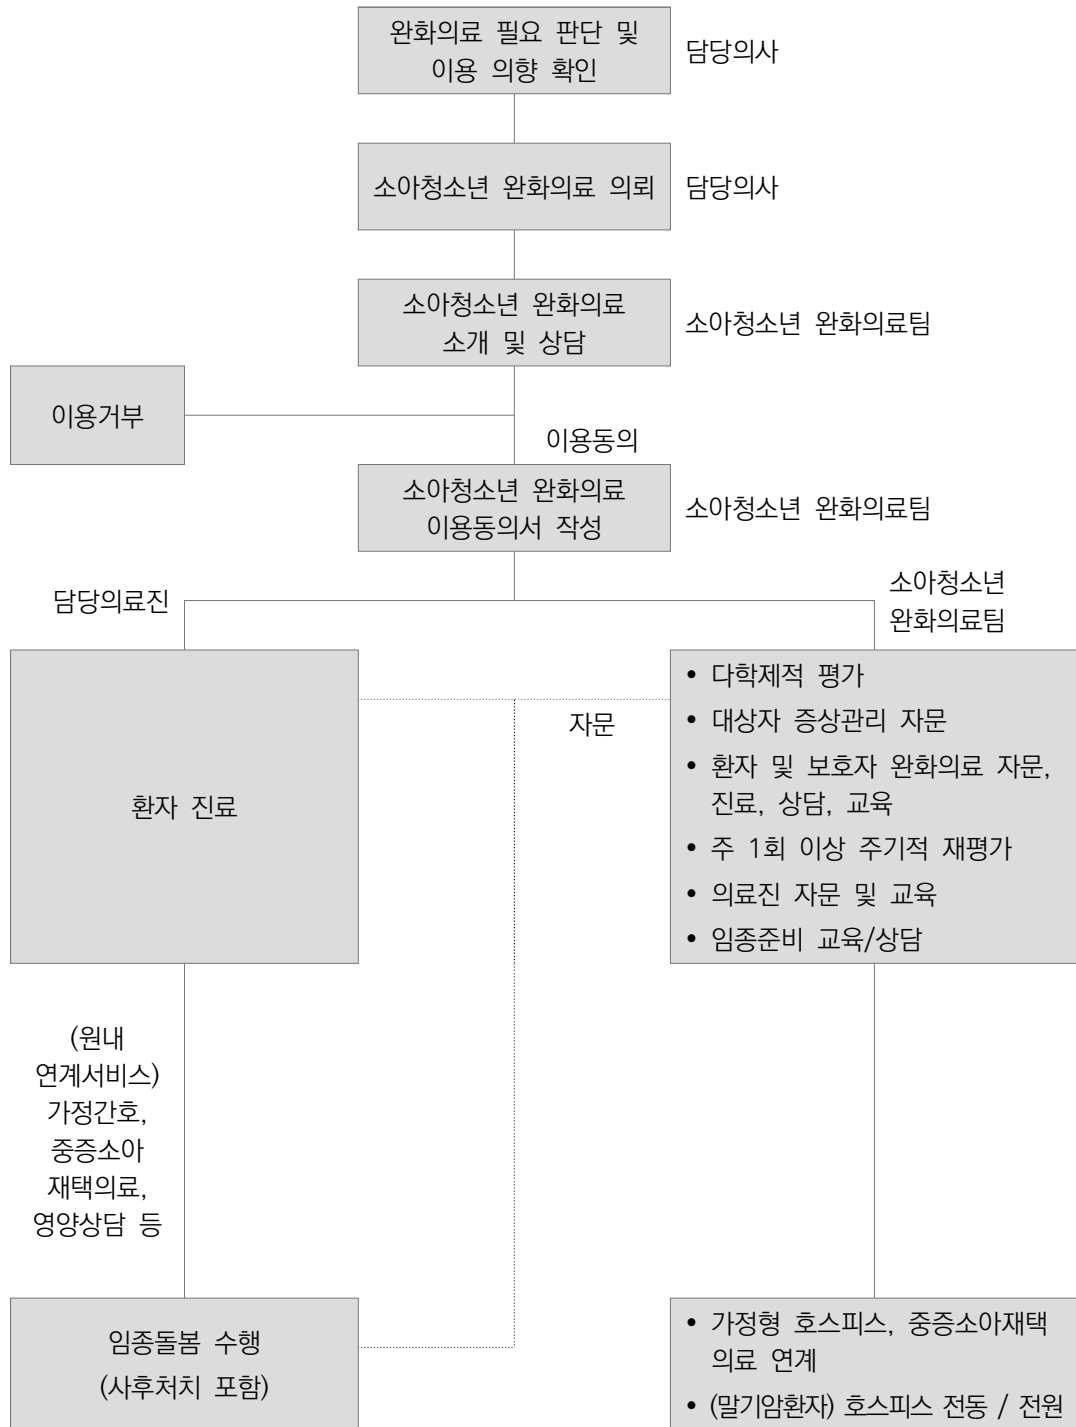 완화의료 필요 판단 및
이용 의향 확인
담당의사
소아청소년 완화의료 의뢰
담당의사
소아청소년 완화의료
소개 및 상담
소아청소년 완화의료팀
이용거부
이용동의
소아청소년 완화의료
이용동의서 작성
소아청소년 완화의료팀
담당의료진
소아청소년
완화의료팀
환자 진료
자문
• 다학제적 평가
• 대상자 증상관리 자문
• 환자 및 보호자 완화의료 자문,
진료, 상담, 교육
• 주 1회 이상 주기적 재평가
• 의료진 자문 및 교육
• 임종준비 교육/상담
(원내
연계서비스)
가정간호,
중증소아
재택의료,
영양상담 등
임종돌봄 수행
(사후처치 포함)
• 가정형 호스피스, 중증소아재택
의료 연계
• (말기암환자) 호스피스 전동 / 전원